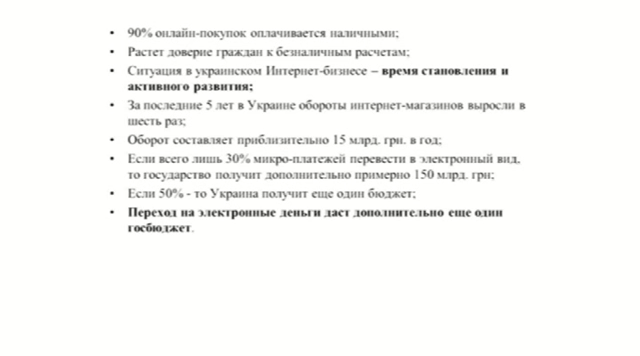 • 90% онлайн-покупок оплачивается наличными;
• Растет доверие граждан к безналичным расчетам;
• Ситуация в украинском Интернет-бизнесе – время становления и
активного развития;
• За последние 5 лет в Украине обороты интернет-магазинов выросли в
шесть раз;
• Оборот составляет приблизительно 15 млрд. грн. в год;
• Если всего лишь 30% микро-платежей перевести в электронный вид,
то государство получит дополнительно примерно 150 млрд. грн;
• Если 50% - то Украина получит еще один бюджет;
• Переход на электронные деньги даст дополнительно еще один
госбюджет.